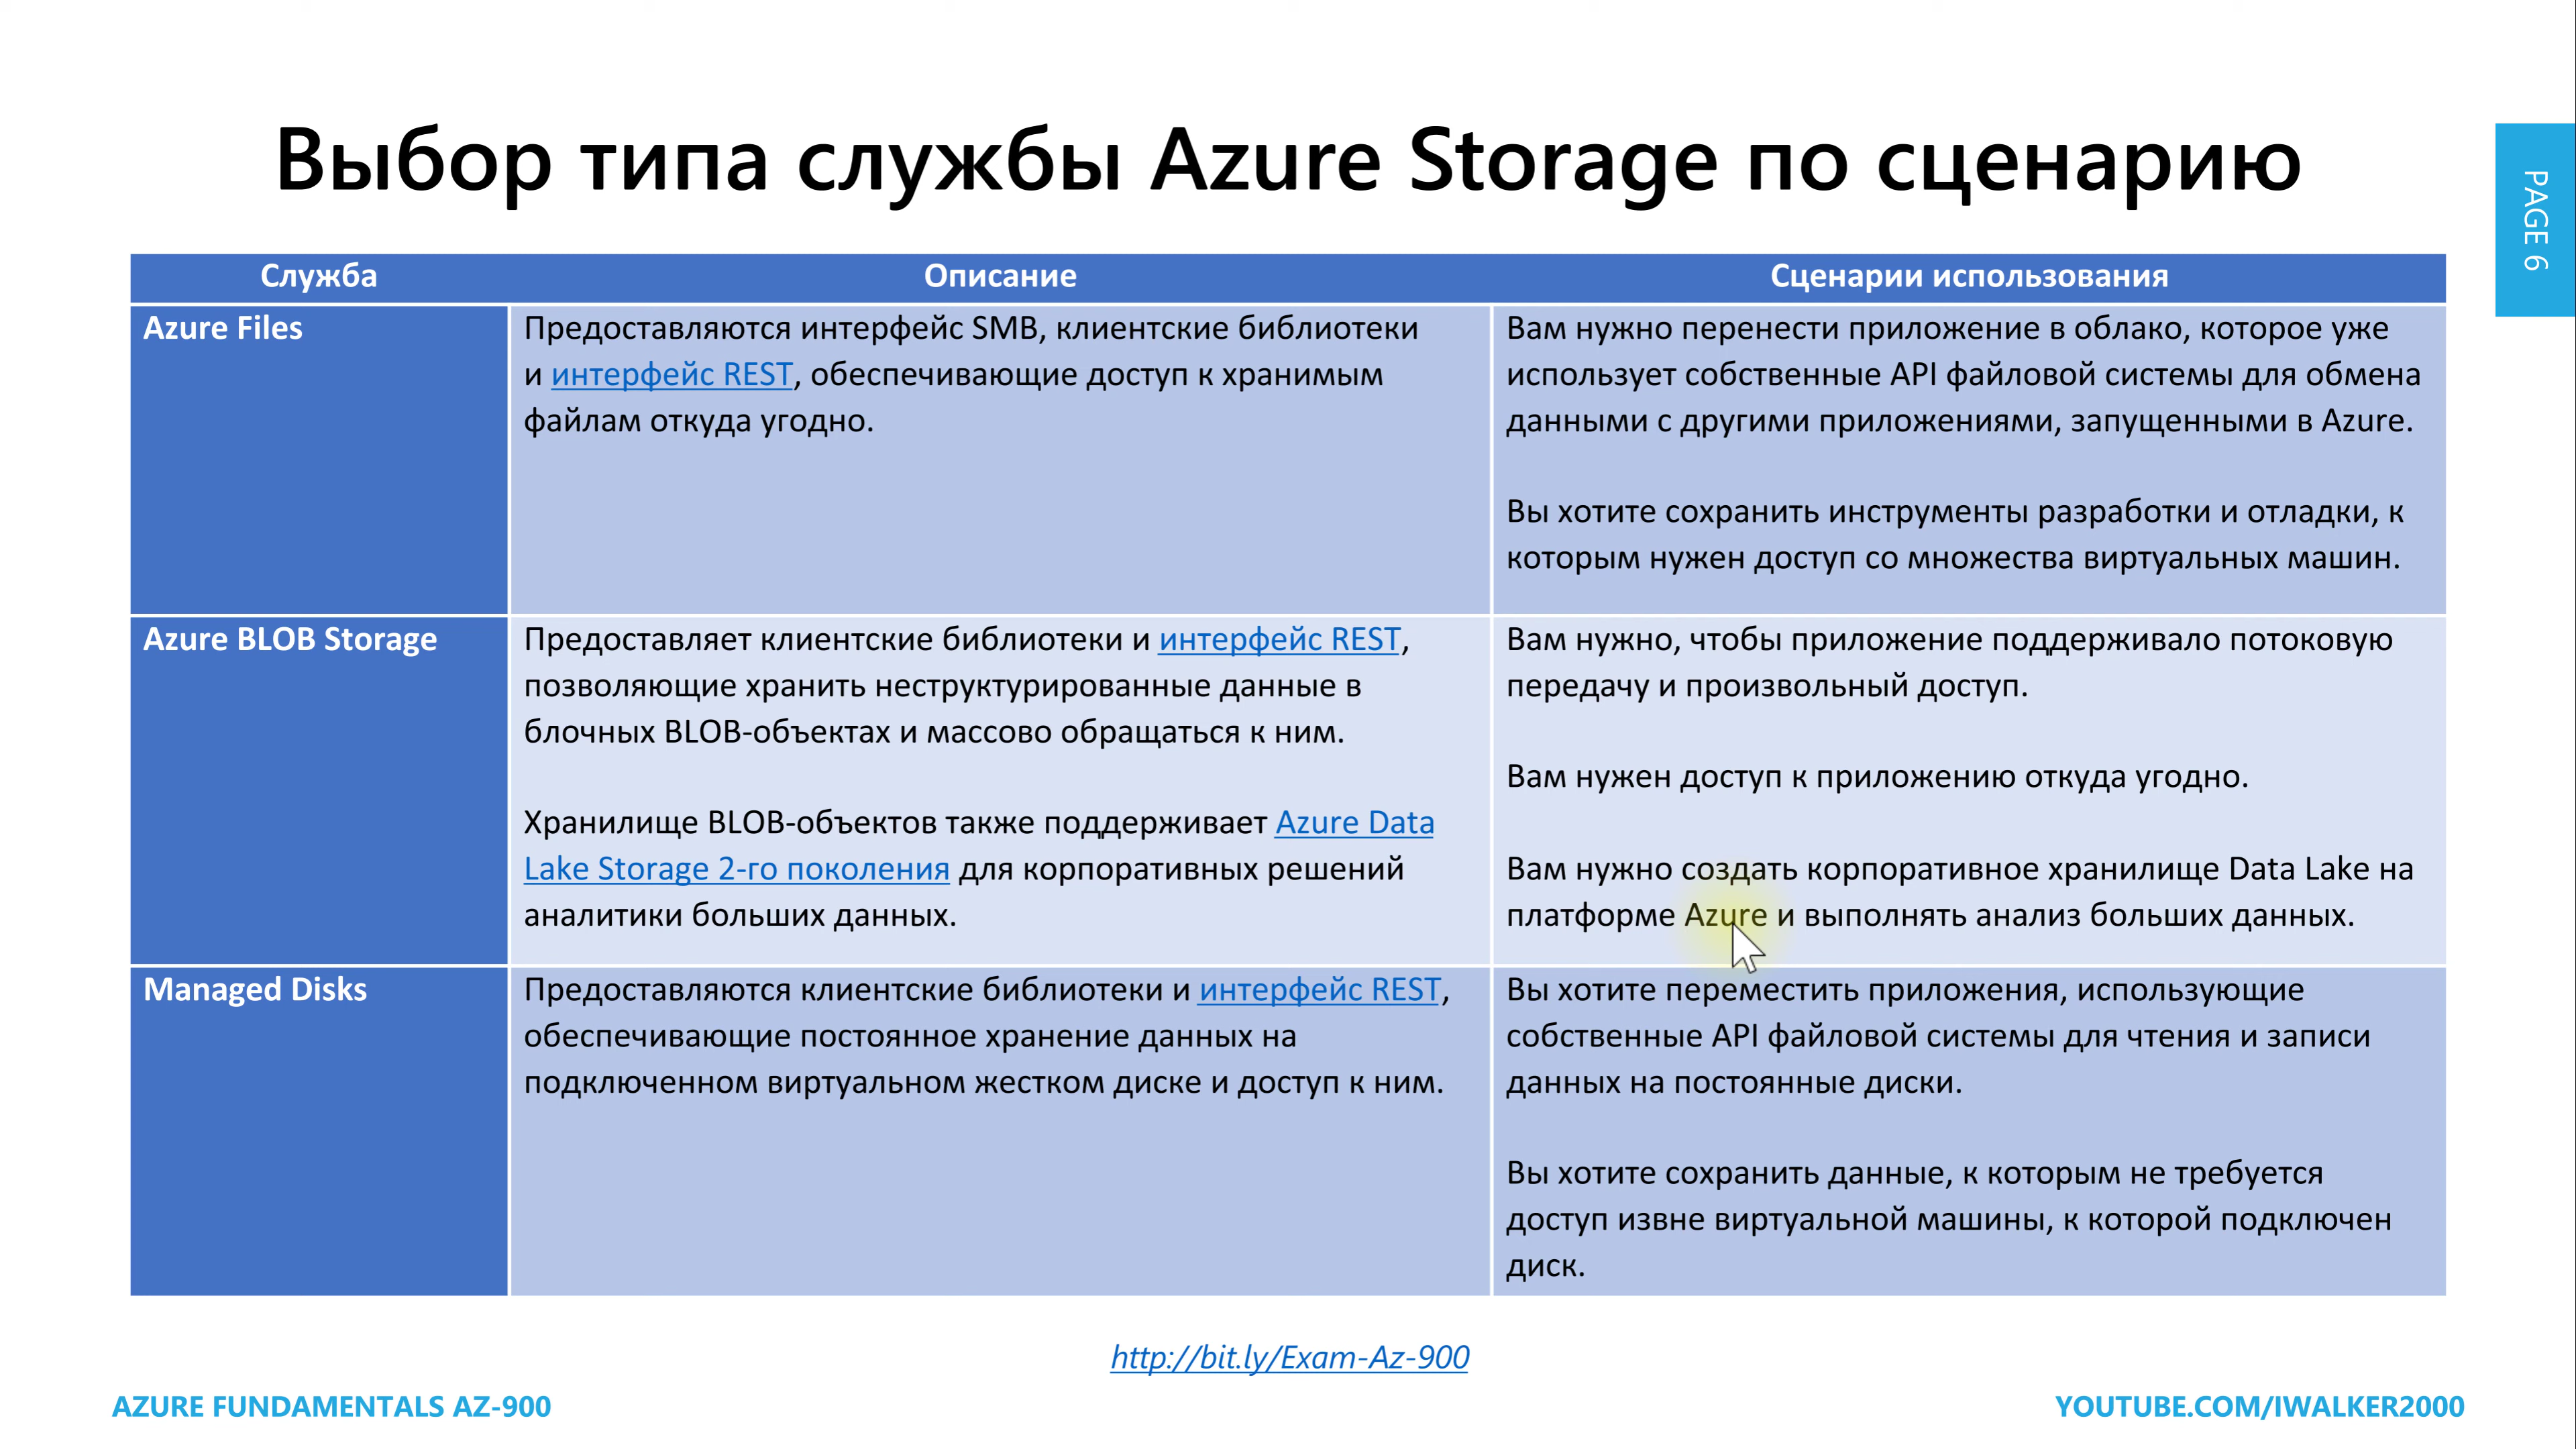 Выбор типа службы Azure Storage по сценарию
PAGE 6
Служба
Описание
Сценарии использования
Azure Files
Предоставляются интерфейс SMB, клиентские библиотеки
и интерфейс REST, обеспечивающие доступ к хранимым
файлам откуда угодно.
Вам нужно перенести приложение в облако, которое уже
использует собственные API файловой системы для обмена
данными с другими приложениями, запущенными в Azure.
Вы хотите сохранить инструменты разработки и отладки, к
которым нужен доступ со множества виртуальных машин.
Azure BLOB Storage
Предоставляет клиентские библиотеки и интерфейс REST,
позволяющие хранить неструктурированные данные в
блочных BLOB-объектах и массово обращаться к ним.
Хранилище BLOB-объектов также поддерживает Azure Data
Lake Storage 2-го поколения для корпоративных решений
аналитики больших данных.
Вам нужно, чтобы приложение поддерживало потоковую
передачу и произвольный доступ.
Вам нужен доступ к приложению откуда угодно.
Вам нужно создать корпоративное хранилище Data Lake на
платформе Azure и выполнять анализ больших данных.
Managed Disks
Предоставляются клиентские библиотеки и интерфейс REST,
обеспечивающие постоянное хранение данных на
подключенном виртуальном жестком диске и доступ к ним.
Вы хотите переместить приложения, использующие
собственные API файловой системы для чтения и записи
данных на постоянные диски.
Вы хотите сохранить данные, к которым не требуется
доступ извне виртуальной машины, к которой подключен
диск.
http://bit.ly/Exam-Az-900
AZURE FUNDAMENTALS AZ-900
YOUTUBE.COM/IWALKER2000